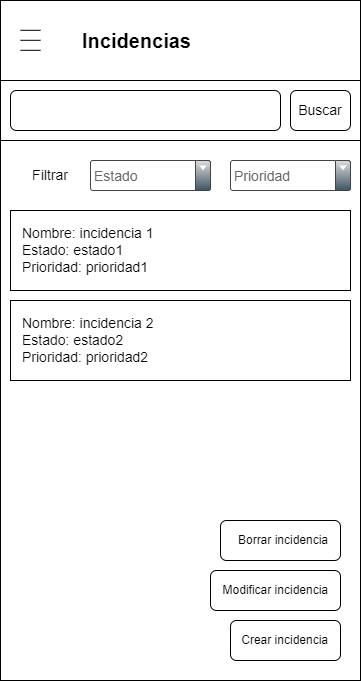 Incidencias
Buscar
Filtrar Estado Prioridad
Nombre: incidencia 1
Estado: estado1
Prioridad: prioridad1
Nombre: incidencia 2
Estado: estado2
Prioridad: prioridad2
Borrar incidencia
Modificar incidencia
Crear incidencia